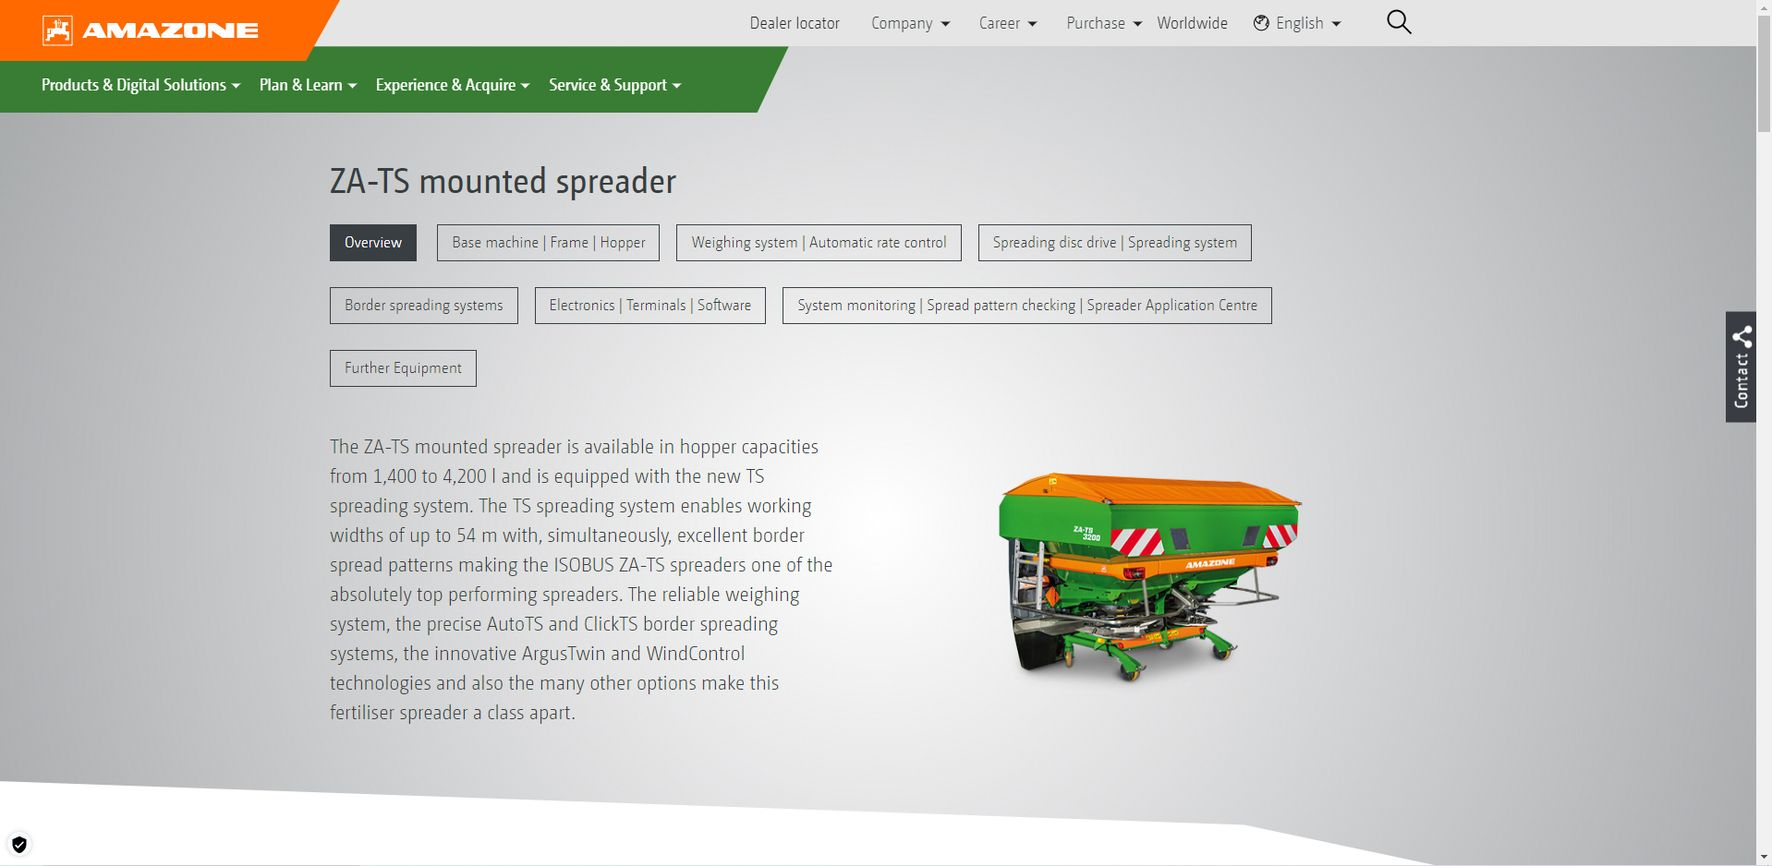 AMAZONE
Dealer locator Company Career Purchase Worldwide English
Products & Digital Solutions Plan & Learn Experience & Acquire Service & Support
ZA-TS mounted spreader
Overview Base machine | Frame | Hopper Weighing system | Automatic rate control Spreading disc drive | Spreading system
Border spreading systems Electronics | Terminals | Software System monitoring | Spread pattern checking | Spreader Application Centre
Further Equipment
Contact
The ZA-TS mounted spreader is available in hopper capacities
from 1,400 to 4,200 l and is equipped with the new TS
spreading system. The TS spreading system enables working
widths of up to 54 m with, simultaneously, excellent border
spread patterns making the ISOBUS ZA-TS spreaders one of the
absolutely top performing spreaders. The reliable weighing
system, the precise AutoTS and ClickTS border spreading
systems, the innovative ArgusTwin and WindControl
technologies and also the many other options make this
fertiliser spreader a class apart.
ZA-TS
3200
AMAZONE